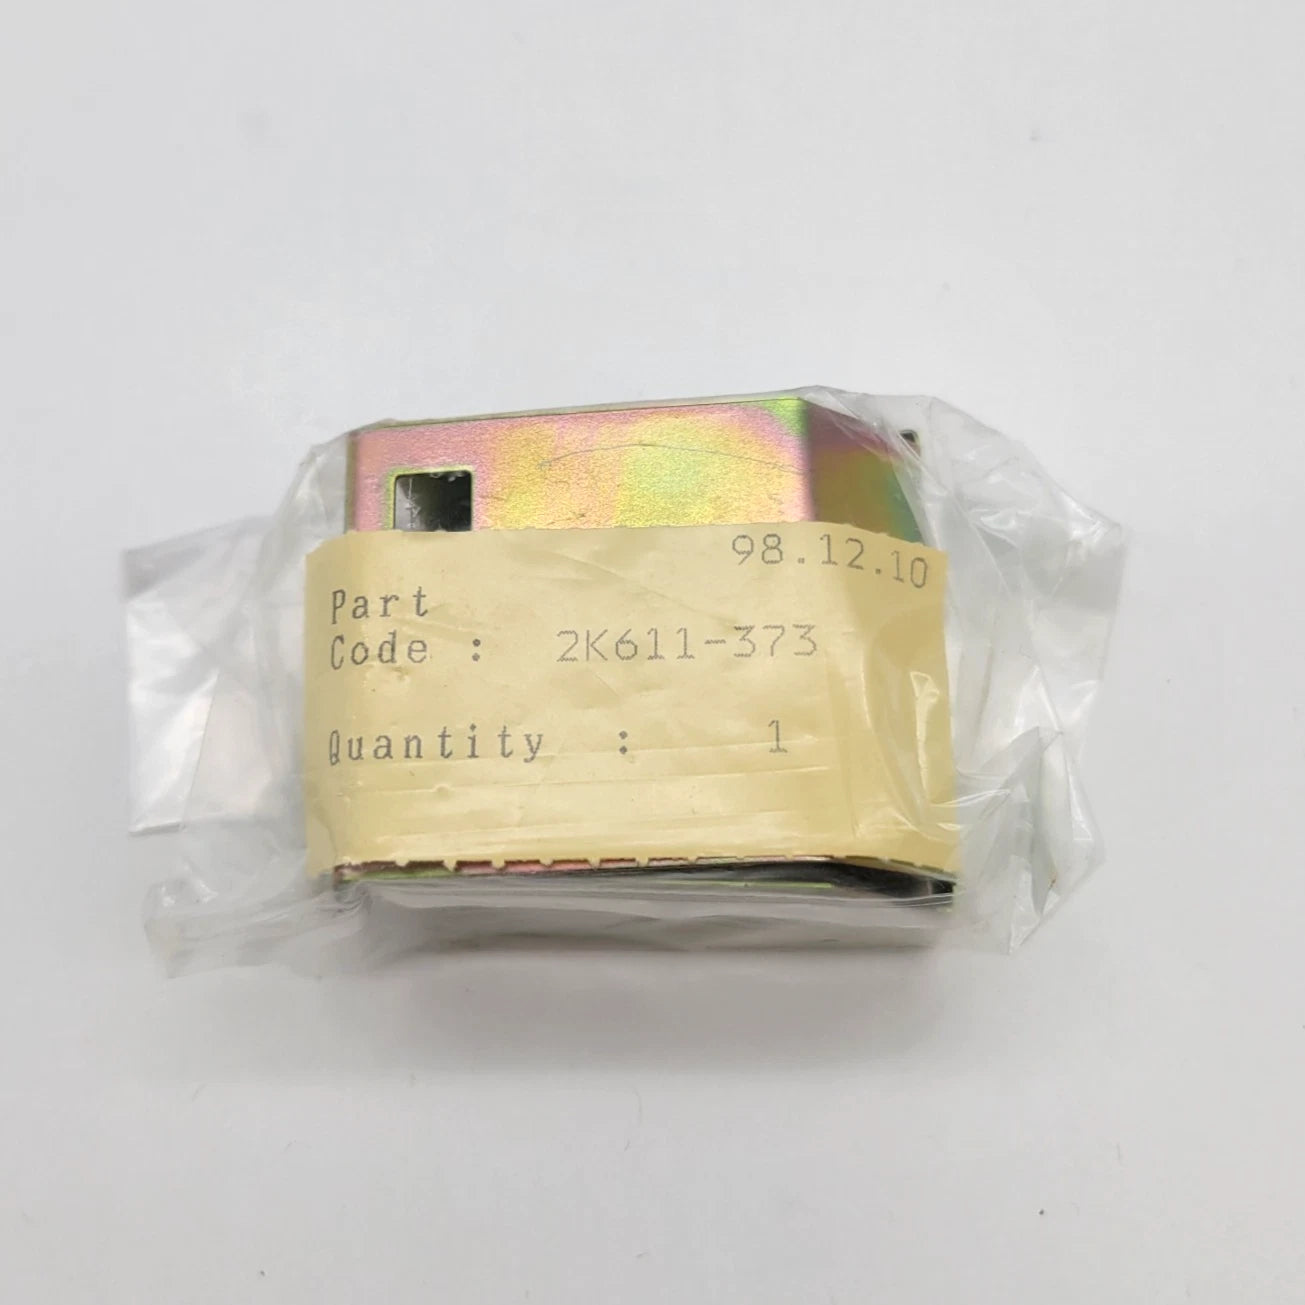 98.12.10
Part
Code : 2K611-373
Quantity : 1